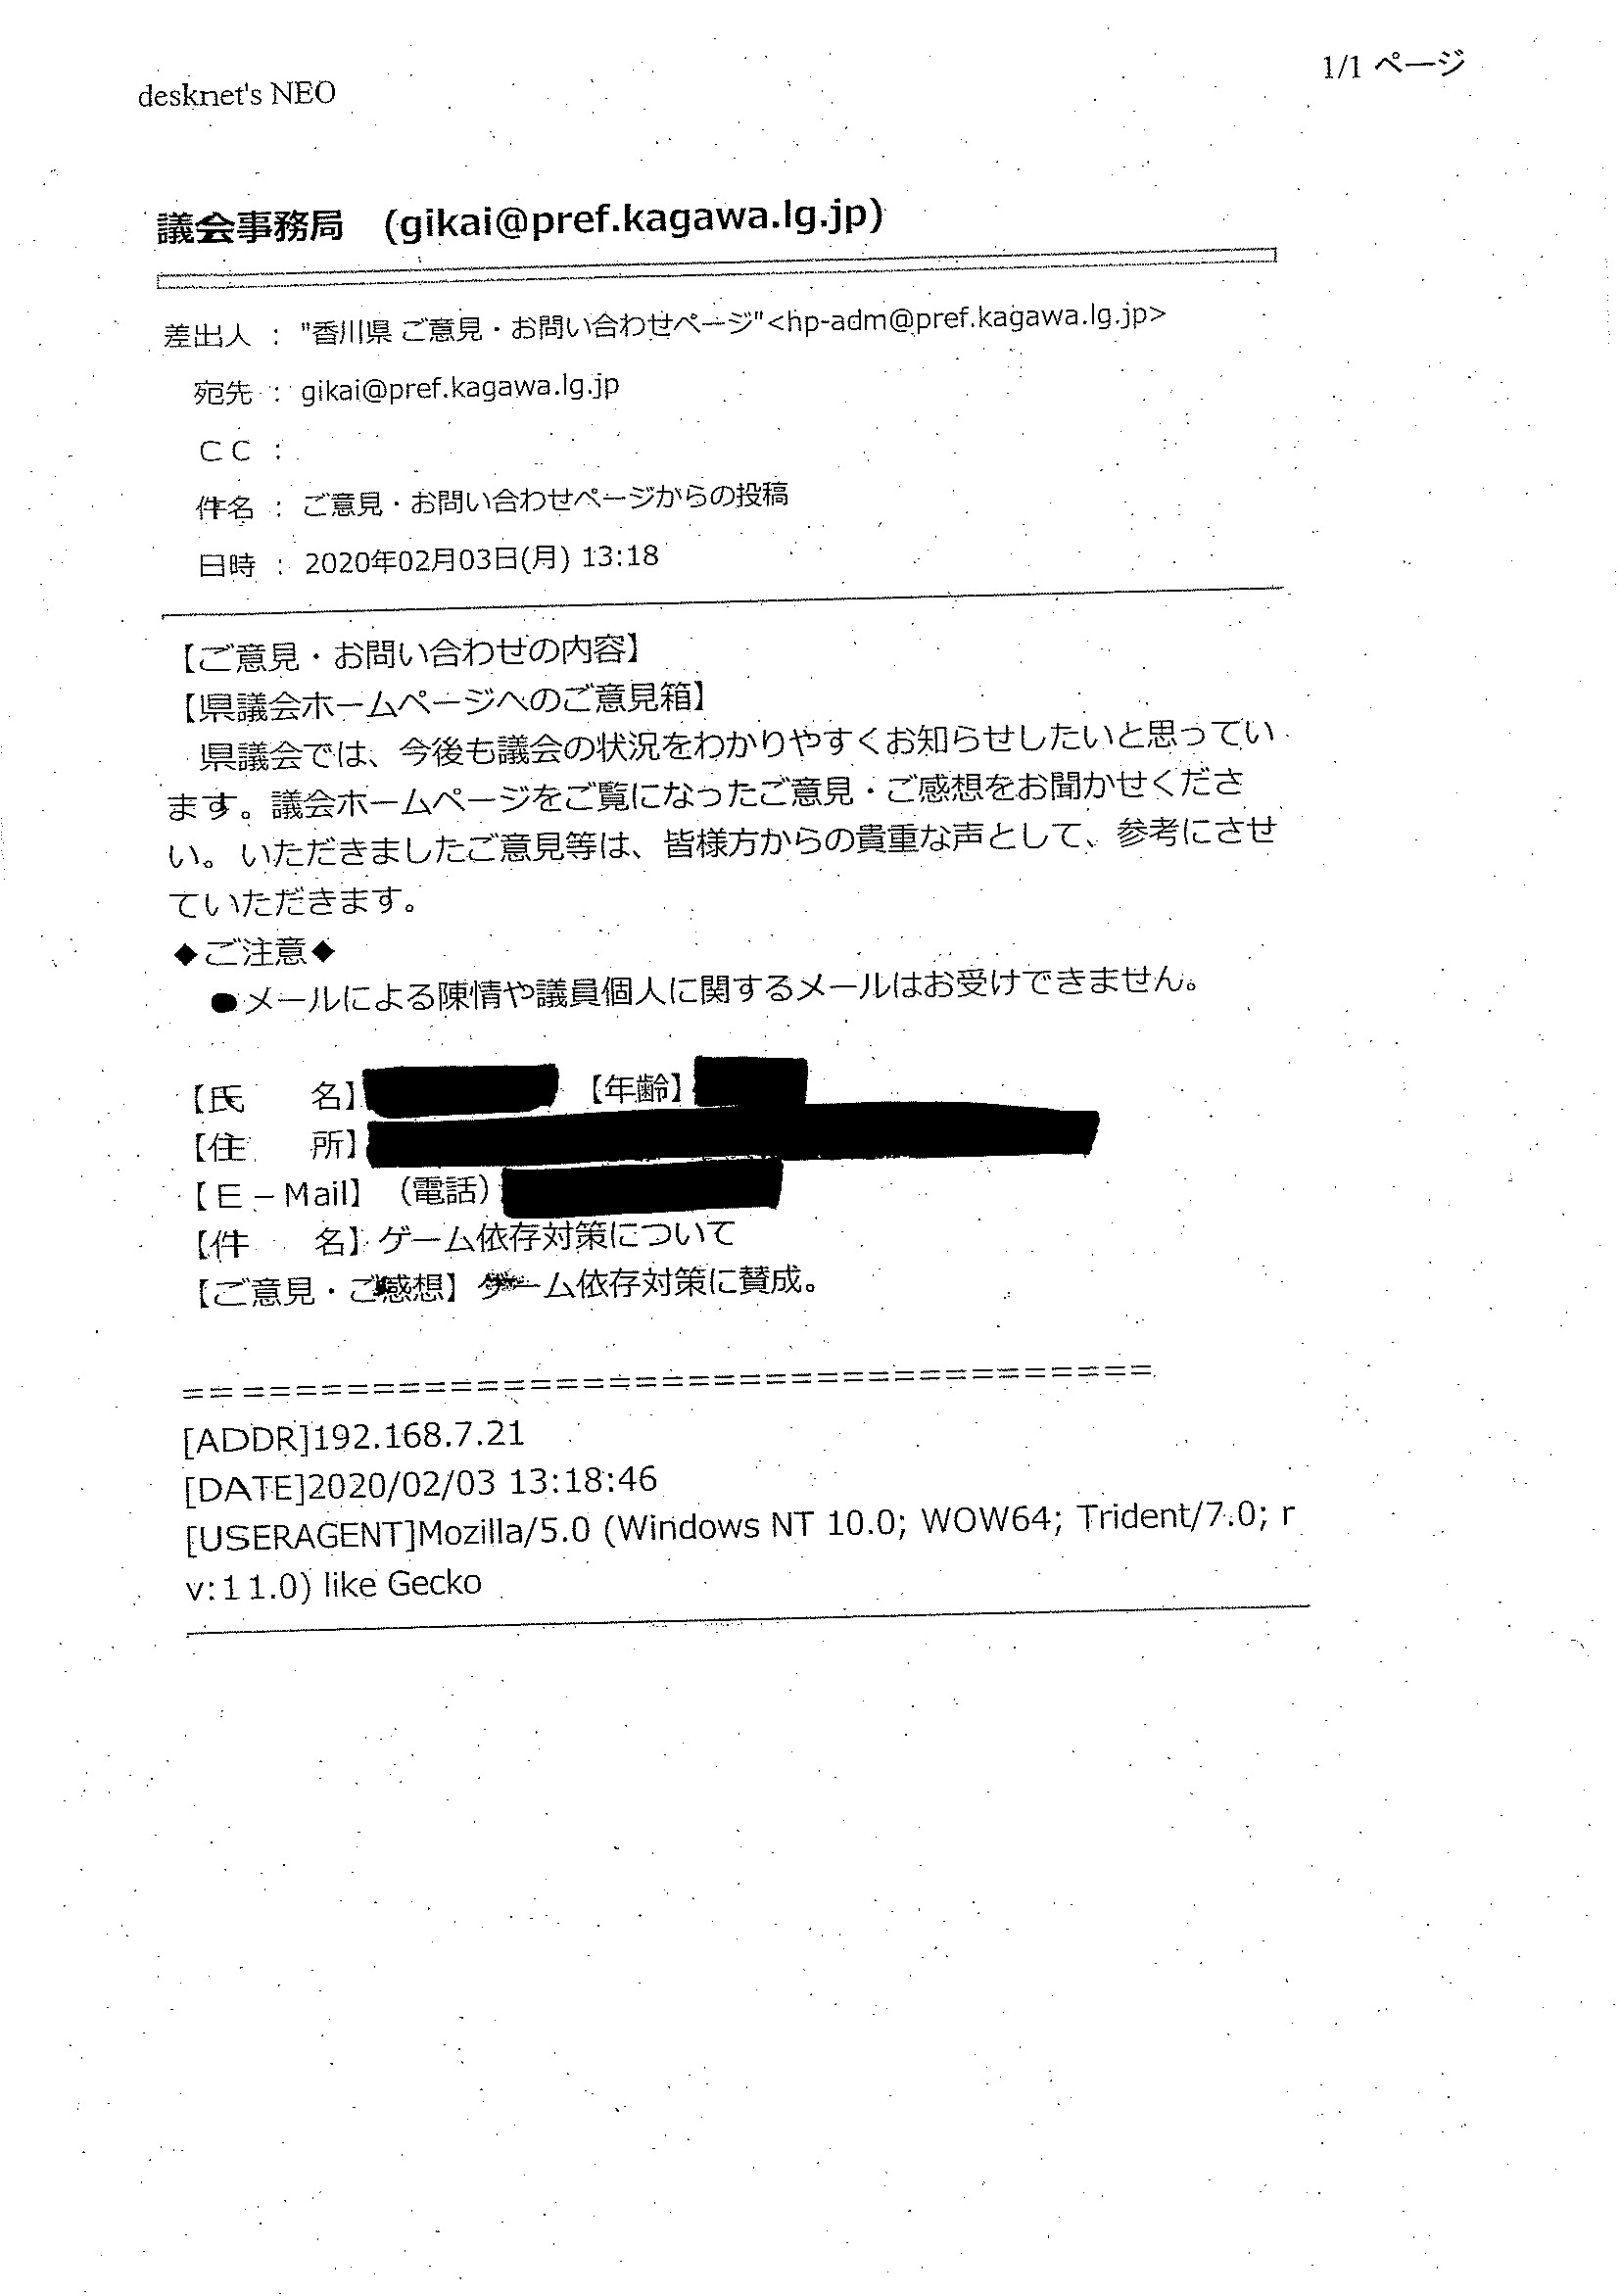 desknet's NEO
1/1 ページ
議会事務局 (gikai@pref.kagawa.lg.jp)
差出人 : "香川県 ご意見・お問い合わせページ"<hp-adm@pref.kagawa.lg.jp>
宛先 : gikai@pref.kagawa.lg.jp
ＣＣ :
件名 : ご意見・お問い合わせページからの投稿
日時 : 2020年02月03日(月) 13:18
【ご意見・お問い合わせの内容】
【県議会ホームページへのご意見箱】
　県議会では、今後も議会の状況をわかりやすくお知らせしたいと思ってい
ます。議会ホームページをご覧になったご意見・ご感想をお聞かせくださ
い。いただきましたご意見等は、皆様方からの貴重な声として、参考にさせ
ていただきます。
◆ご注意◆
　●メールによる陳情や議員個人に関するメールはお受けできません。
【氏　　名】 【年齢】
【住　　所】
【Ｅ－Mail】（電話）
【件　　名】ゲーム依存対策について
【ご意見・ご感想】ゲーム依存対策に賛成。
=====================================
[ADDR]192.168.7.21
[DATE]2020/02/03 13:18:46
[USERAGENT]Mozilla/5.0 (Windows NT 10.0; WOW64; Trident/7.0; r
v:11.0) like Gecko